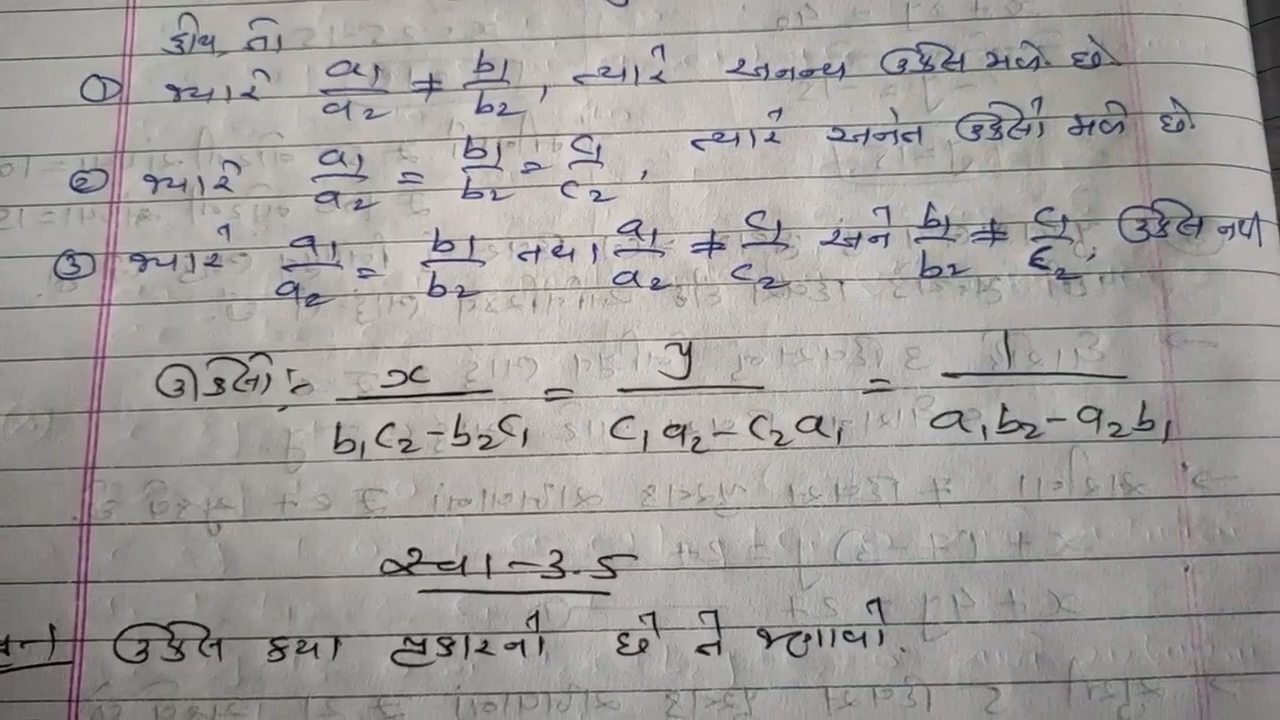 હોય તો
① જ્યારે a₁/a₂ ≠ b₁/b₂, ત્યારે અનન્ય ઉકેલ મળે છે
② જ્યારે a₁/a₂ = b₁/b₂ = c₁/c₂, ત્યારે અનંત ઉકેલો મળે છે
③ જ્યારે a₁/a₂ = b₁/b₂ તથા a₁/a₂ ≠ c₁/c₂ અને b₁/b₂ ≠ c₁/c₂, ઉકેલ નથી
ઉકેલો :- x/(b₁c₂-b₂c₁) = y/(c₁a₂-c₂a₁) = 1/(a₁b₂-a₂b₁)
સ્વા-3.5
ઉકેલ કયા પ્રકારનો છે તે જણાવો.